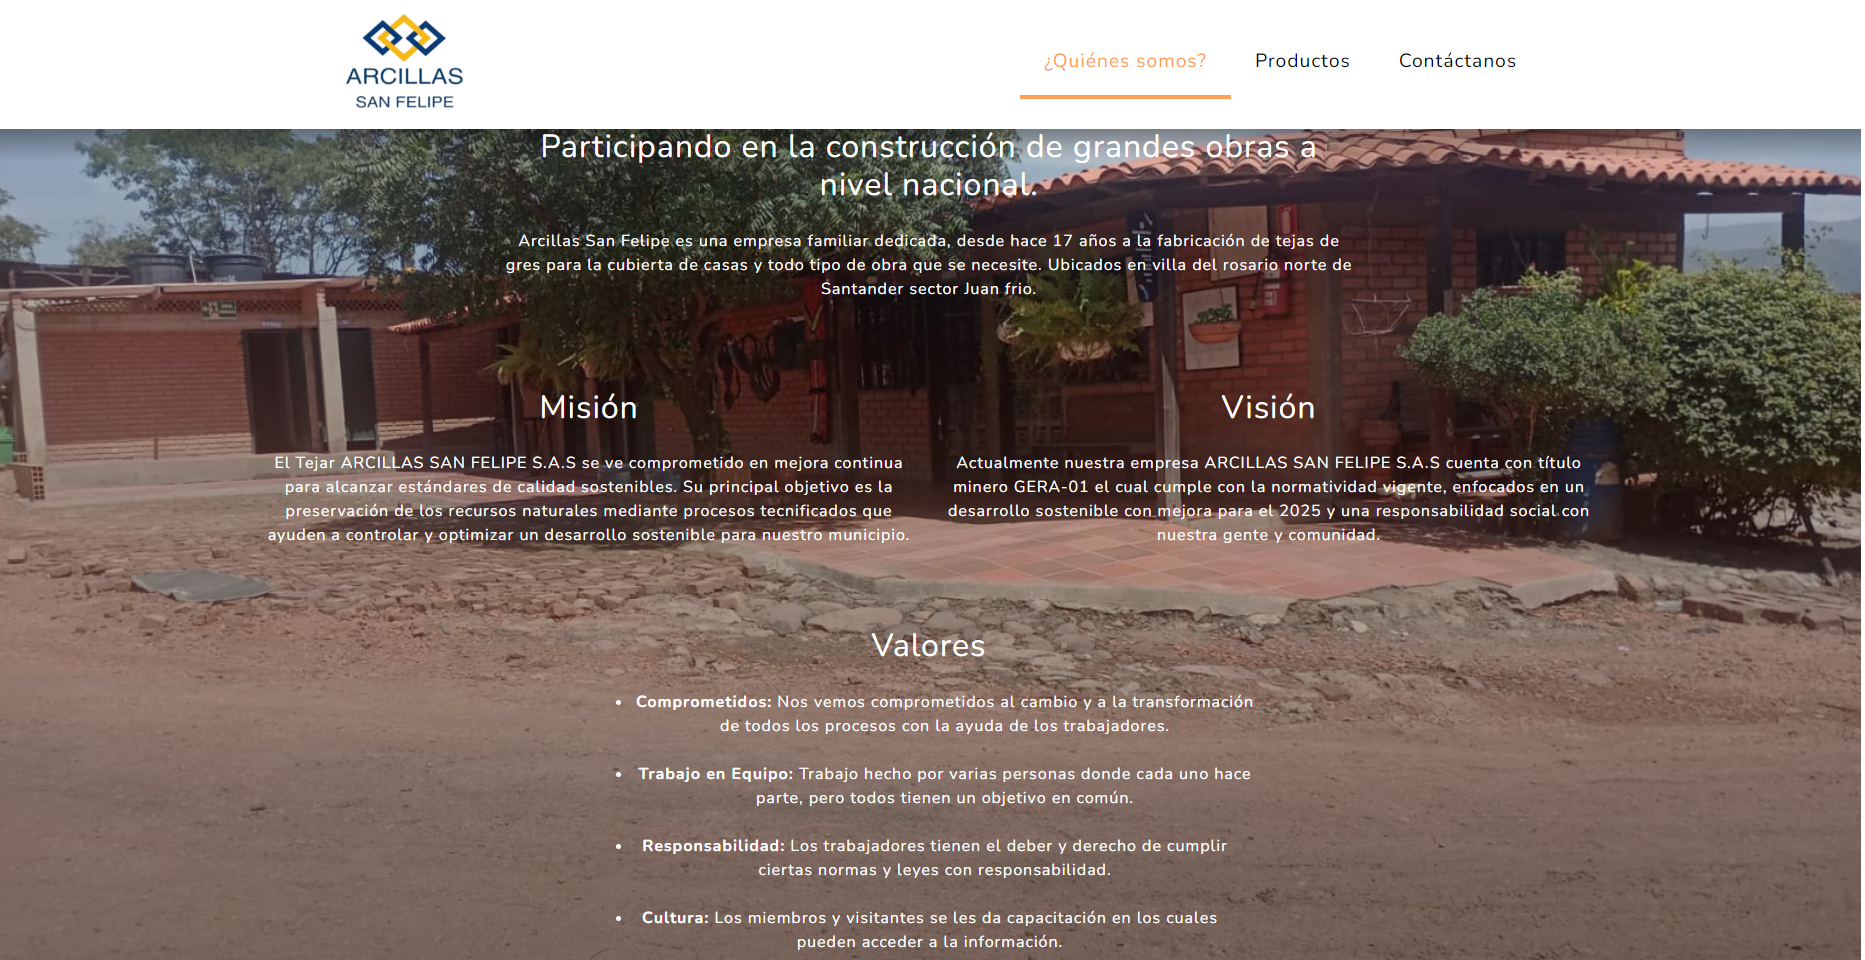 ARCILLAS
SAN FELIPE
¿Quiénes somos?
Productos
Contáctanos
Participando en la construcción de grandes obras a
nivel nacional.
Arcillas San Felipe es una empresa familiar dedicada, desde hace 17 años a la fabricación de tejas de
gres para la cubierta de casas y todo tipo de obra que se necesite. Ubicados en villa del rosario norte de
Santander sector Juan frio.
Misión
El Tejar ARCILLAS SAN FELIPE S.A.S se ve comprometido en mejora continua
para alcanzar estándares de calidad sostenibles. Su principal objetivo es la
preservación de los recursos naturales mediante procesos tecnificados que
ayuden a controlar y optimizar un desarrollo sostenible para nuestro municipio.
Visión
Actualmente nuestra empresa ARCILLAS SAN FELIPE S.A.S cuenta con título
minero GERA-01 el cual cumple con la normatividad vigente, enfocados en un
desarrollo sostenible con mejora para el 2025 y una responsabilidad social con
nuestra gente y comunidad.
Valores
• Comprometidos: Nos vemos comprometidos al cambio y a la transformación
de todos los procesos con la ayuda de los trabajadores.
• Trabajo en Equipo: Trabajo hecho por varias personas donde cada uno hace
parte, pero todos tienen un objetivo en común.
• Responsabilidad: Los trabajadores tienen el deber y derecho de cumplir
ciertas normas y leyes con responsabilidad.
• Cultura: Los miembros y visitantes se les da capacitación en los cuales
pueden acceder a la información.